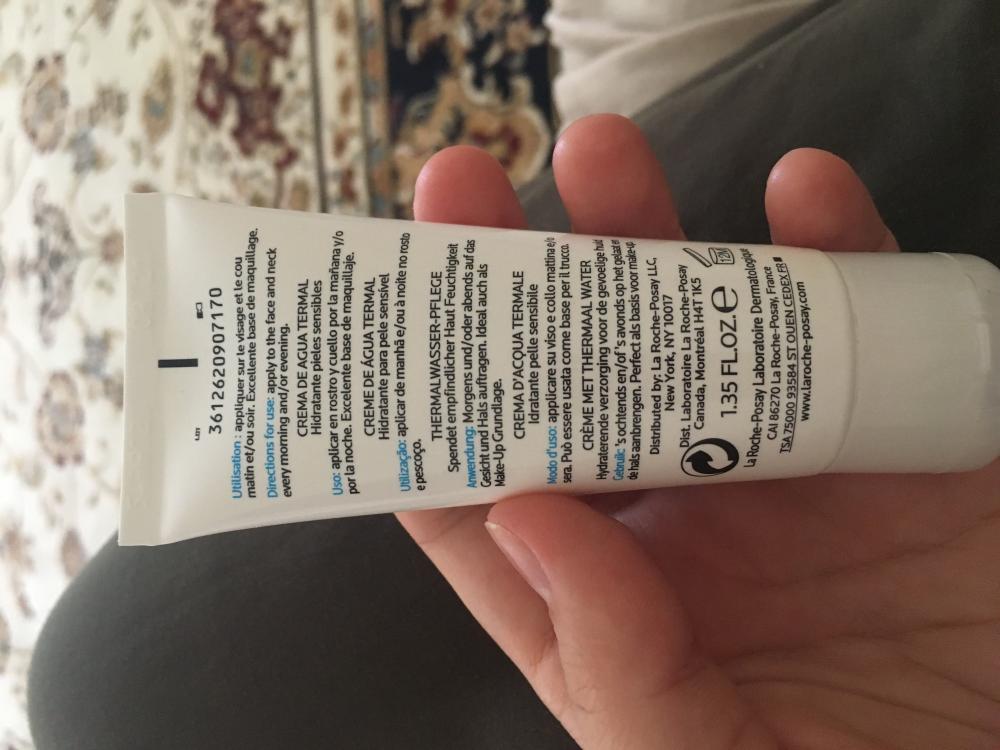 3612620907170
Utilisation : appliquer sur le visage et le cou
matin et/ou soir. Excellente base de maquillage.
Directions for use: apply to the face and neck
every morning and/or evening.
CREMA DE AGUA TERMAL
Hidratante pieles sensibles
Uso: aplicar en rostro y cuello por la mañana y/o
por la noche. Excelente base de maquillaje.
CREME DE ÁGUA TERMAL
Hidratante para pele sensível
Utilização: aplicar de manhã e/ou à noite no rosto
e pescoço.
THERMALWASSER-PFLEGE
Spendet empfindlicher Haut Feuchtigkeit
Anwendung: Morgens und/oder abends auf das
Gesicht und Hals auftragen. Ideal auch als
Make-Up Grundlage.
CREMA D'ACQUA TERMALE
Idratante pelle sensibile
Modo d'uso: applicare su viso e collo mattina e/o
sera. Può essere usata come base per il trucco.
CRÈME MET THERMAAL WATER
Hydraterende verzorging voor de gevoelige huid
Gebruik: 's ochtends en/of 's avonds op het gelaat en
de hals aanbrengen. Perfect als basis voor make-up.
Distributed by: La Roche-Posay LLC,
New York, NY 10017
Dist. Laboratoire La Roche-Posay
Canada, Montréal H4T 1K5
12M
1.35 FL.OZ. e
La Roche-Posay Laboratoire Dermatologique
CAI 86270 La Roche-Posay, France
TSA 75000 93584 ST OUEN CEDEX FR
www.laroche-posay.com